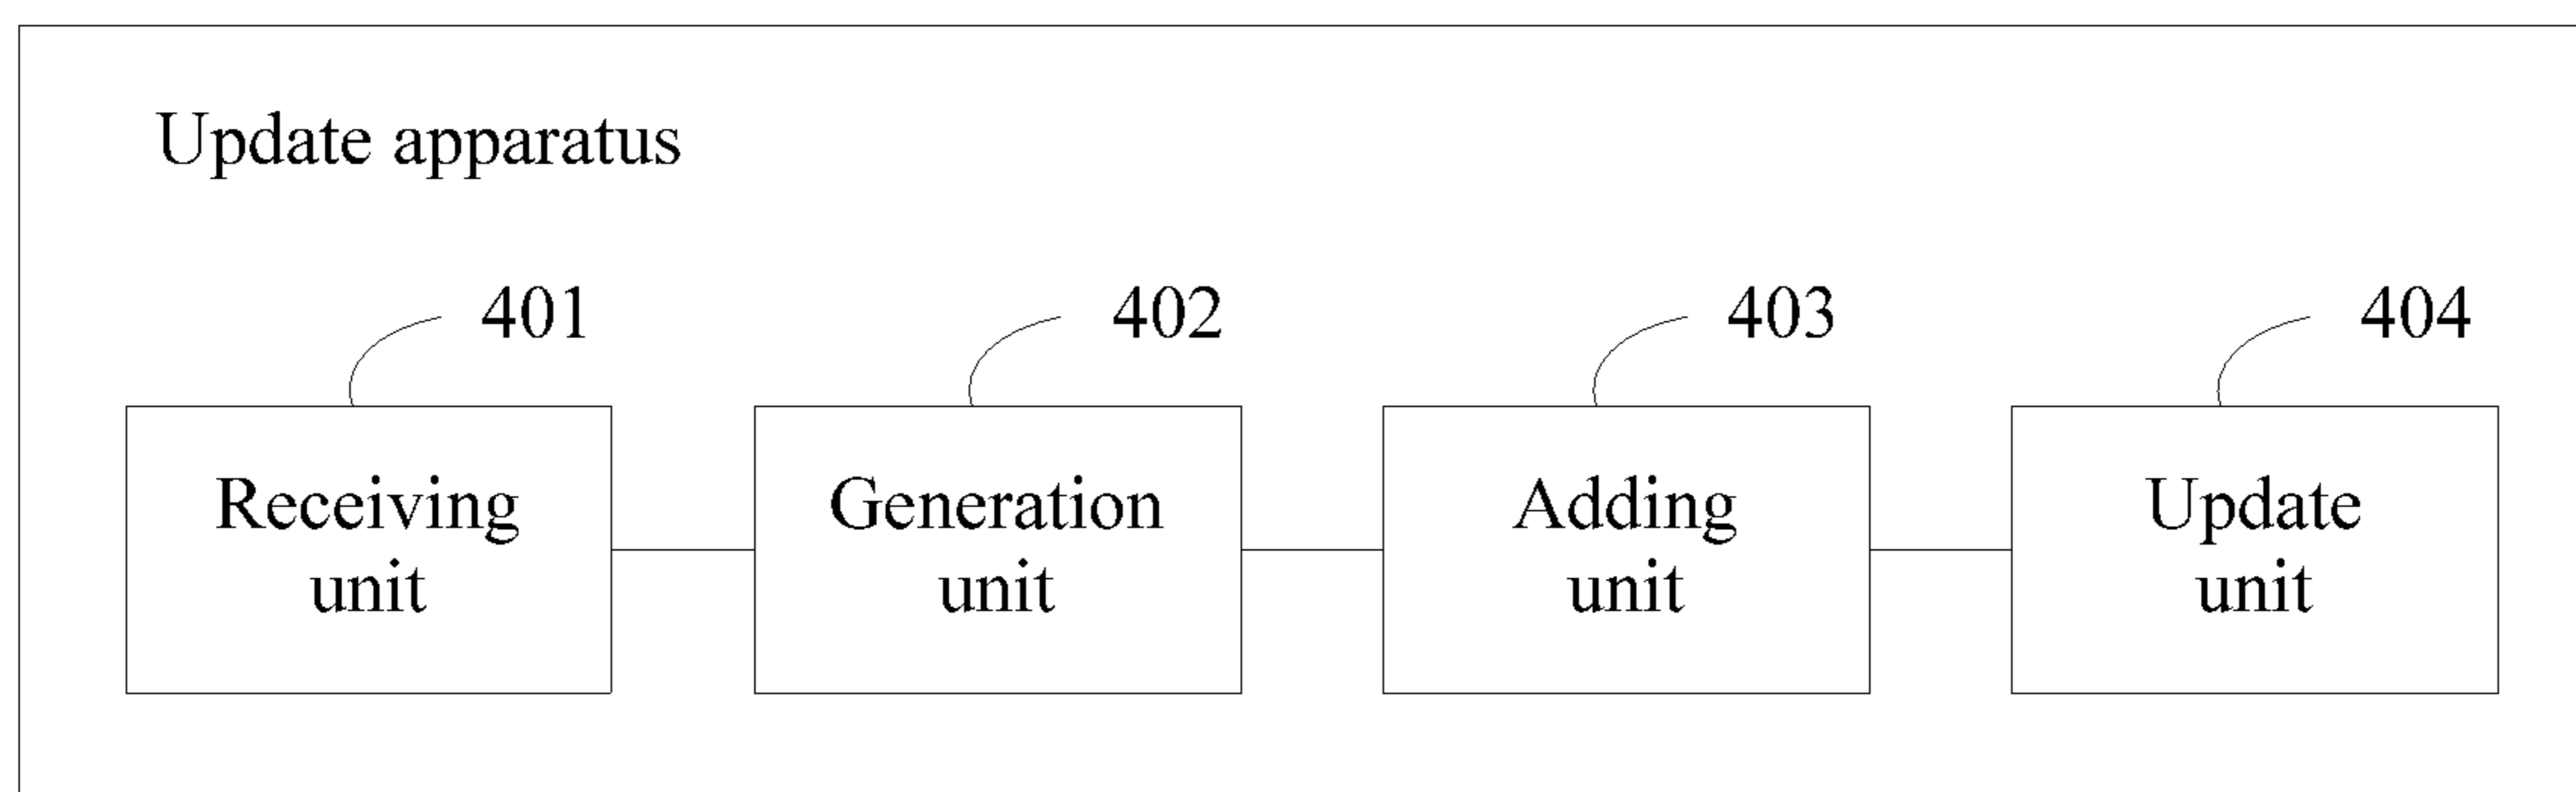 Update apparatus
401
402
403
404
Receiving
unit
Generation
unit
Adding
unit
Update
unit